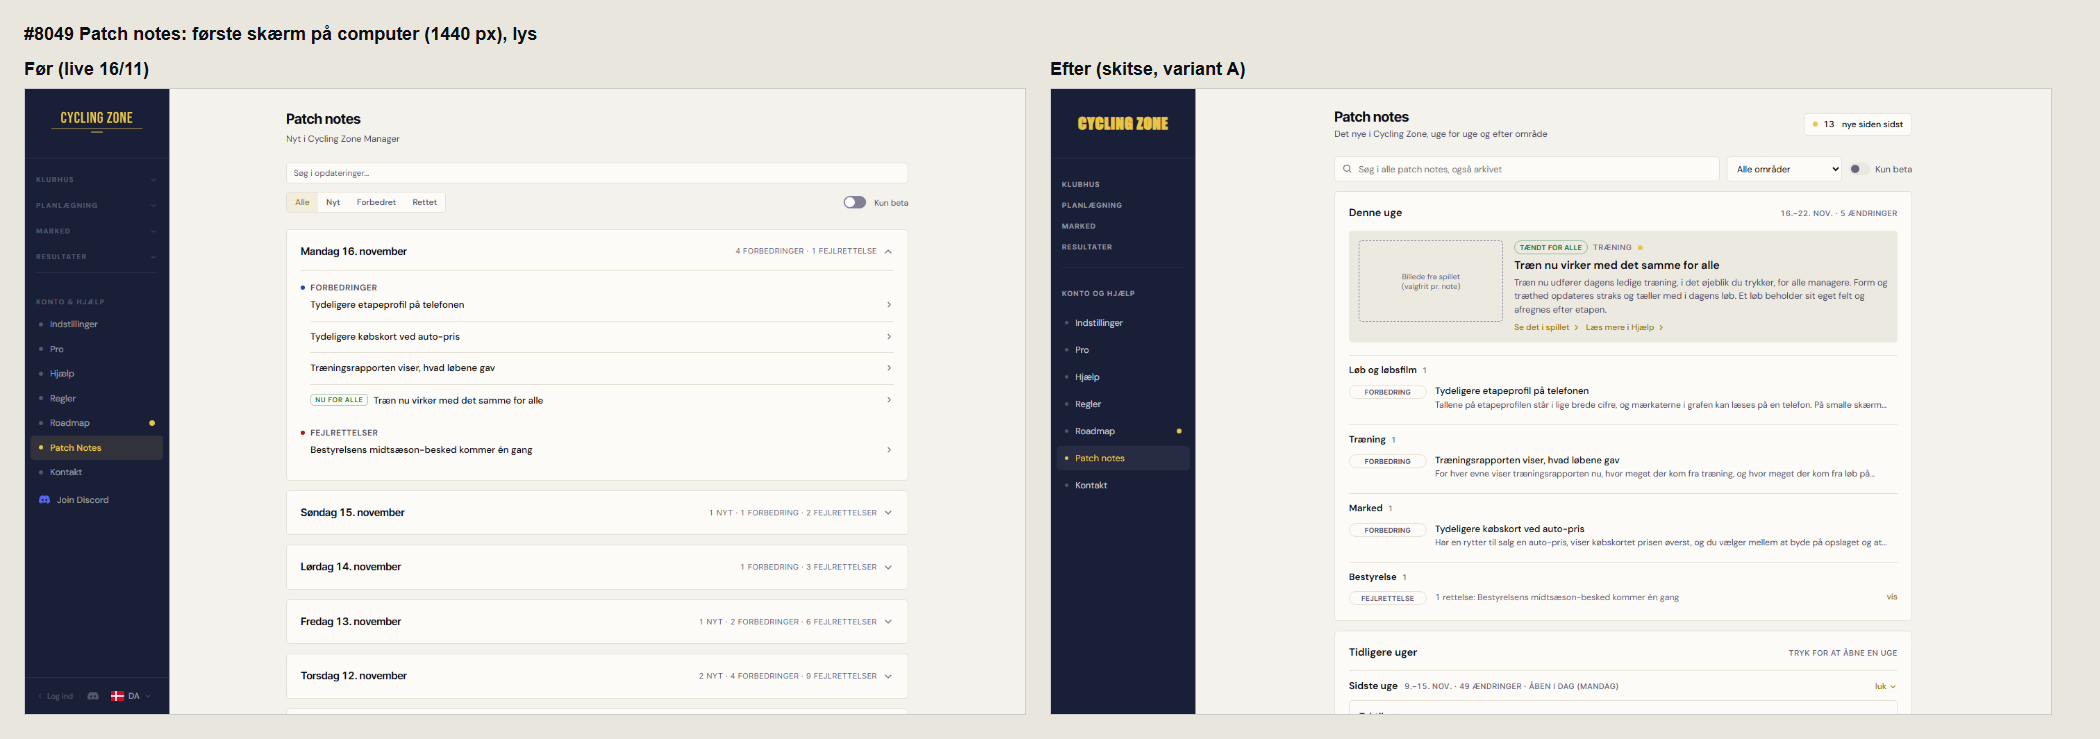 #8049 Patch notes: første skærm på computer (1440 px), lys
Før (live 16/11)
CYCLING ZONE
KLUBHUS
PLANLÆGNING
MARKED
RESULTATER
KONTO & HJÆLP
Indstillinger
Pro
Hjælp
Regler
Roadmap
Patch Notes
Kontakt
Join Discord
Log ind
DA
Patch notes
Nyt i Cycling Zone Manager
Søg i opdateringer...
Alle Nyt Forbedret Rettet
Kun beta
Mandag 16. november
4 FORBEDRINGER · 1 FEJLRETTELSE
FORBEDRINGER
Tydeligere etapeprofil på telefonen
Tydeligere købskort ved auto-pris
Træningsrapporten viser, hvad løbene gav
NU FOR ALLE Træn nu virker med det samme for alle
FEJLRETTELSER
Bestyrelsens midtsæson-besked kommer én gang
Søndag 15. november
1 NYT · 1 FORBEDRING · 2 FEJLRETTELSER
Lørdag 14. november
1 FORBEDRING · 3 FEJLRETTELSER
Fredag 13. november
1 NYT · 2 FORBEDRINGER · 6 FEJLRETTELSER
Torsdag 12. november
2 NYT · 4 FORBEDRINGER · 9 FEJLRETTELSER
Efter (skitse, variant A)
CYCLING ZONE
KLUBHUS
PLANLÆGNING
MARKED
RESULTATER
KONTO OG HJÆLP
Indstillinger
Pro
Hjælp
Regler
Roadmap
Patch notes
Kontakt
Patch notes
Det nye i Cycling Zone, uge for uge og efter område
13 nye siden sidst
Søg i alle patch notes, også arkivet
Alle områder
Kun beta
Denne uge
16.–22. NOV. · 5 ÆNDRINGER
Billede fra spillet
(valgfrit pr. note)
TÆNDT FOR ALLE TRÆNING
Træn nu virker med det samme for alle
Træn nu udfører dagens ledige træning, i det øjeblik du trykker, for alle managere. Form og
træthed opdateres straks og tæller med i dagens løb. Et løb beholder sit eget felt og
afregnes efter etapen.
Se det i spillet Læs mere i Hjælp
Løb og løbsfilm 1
FORBEDRING
Tydeligere etapeprofil på telefonen
Tallene på etapeprofilen står i lige brede cifre, og mærkaterne i grafen kan læses på en telefon. På smalle skærm...
Træning 1
FORBEDRING
Træningsrapporten viser, hvad løbene gav
For hver evne viser træningsrapporten nu, hvor meget der kom fra træning, og hvor meget der kom fra løb på...
Marked 1
FORBEDRING
Tydeligere købskort ved auto-pris
Har en rytter til salg en auto-pris, viser købskortet prisen øverst, og du vælger mellem at byde på opslaget og at...
Bestyrelse 1
FEJLRETTELSE
1 rettelse: Bestyrelsens midtsæson-besked kommer én gang
vis
Tidligere uger
TRYK FOR AT ÅBNE EN UGE
Sidste uge 9.–15. NOV. · 49 ÆNDRINGER · ÅBEN I DAG (MANDAG)
luk